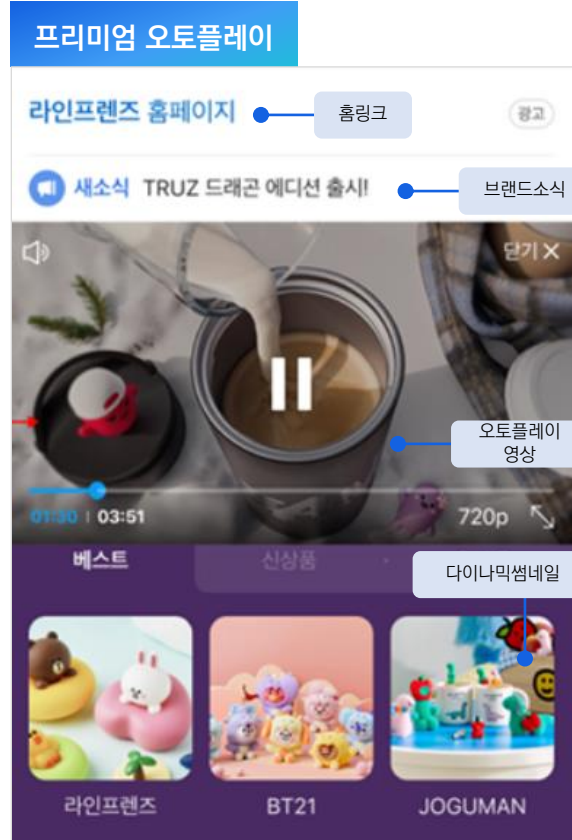 프리미엄 오토플레이
라인프렌즈 홈페이지
홈링크
광고
새소식 TRUZ 드래곤 에디션 출시!
브랜드소식
닫기 X
오토플레이
영상
01:30 | 03:51
720p
베스트
신상품
다이나믹썸네일
라인프렌즈
BT21
JOGUMAN